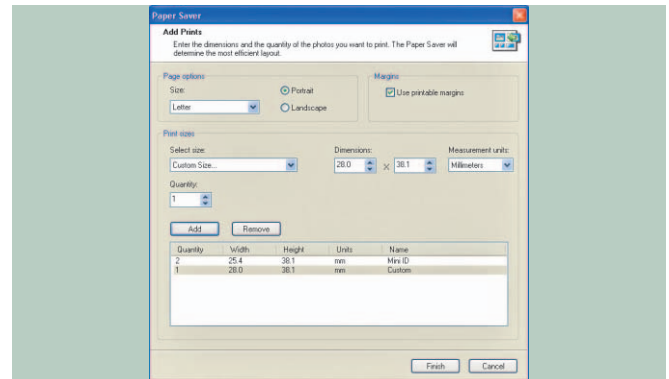 Paper Saver
Add Prints
Enter the dimensions and the quantity of the photos you want to print. The Paper Saver will
determine the most efficient layout.
Page options
Size:
Letter
Portrait
Landscape
Margins
Use printable margins
Print sizes
Select size:
Custom Size...
Dimensions:
28.0 x 38.1
Measurement units:
Millimeters
Quantity:
1
Add Remove
Quantity Width Height Units Name
2 25.4 38.1 mm Mini ID
1 28.0 38.1 mm Custom
Finish Cancel